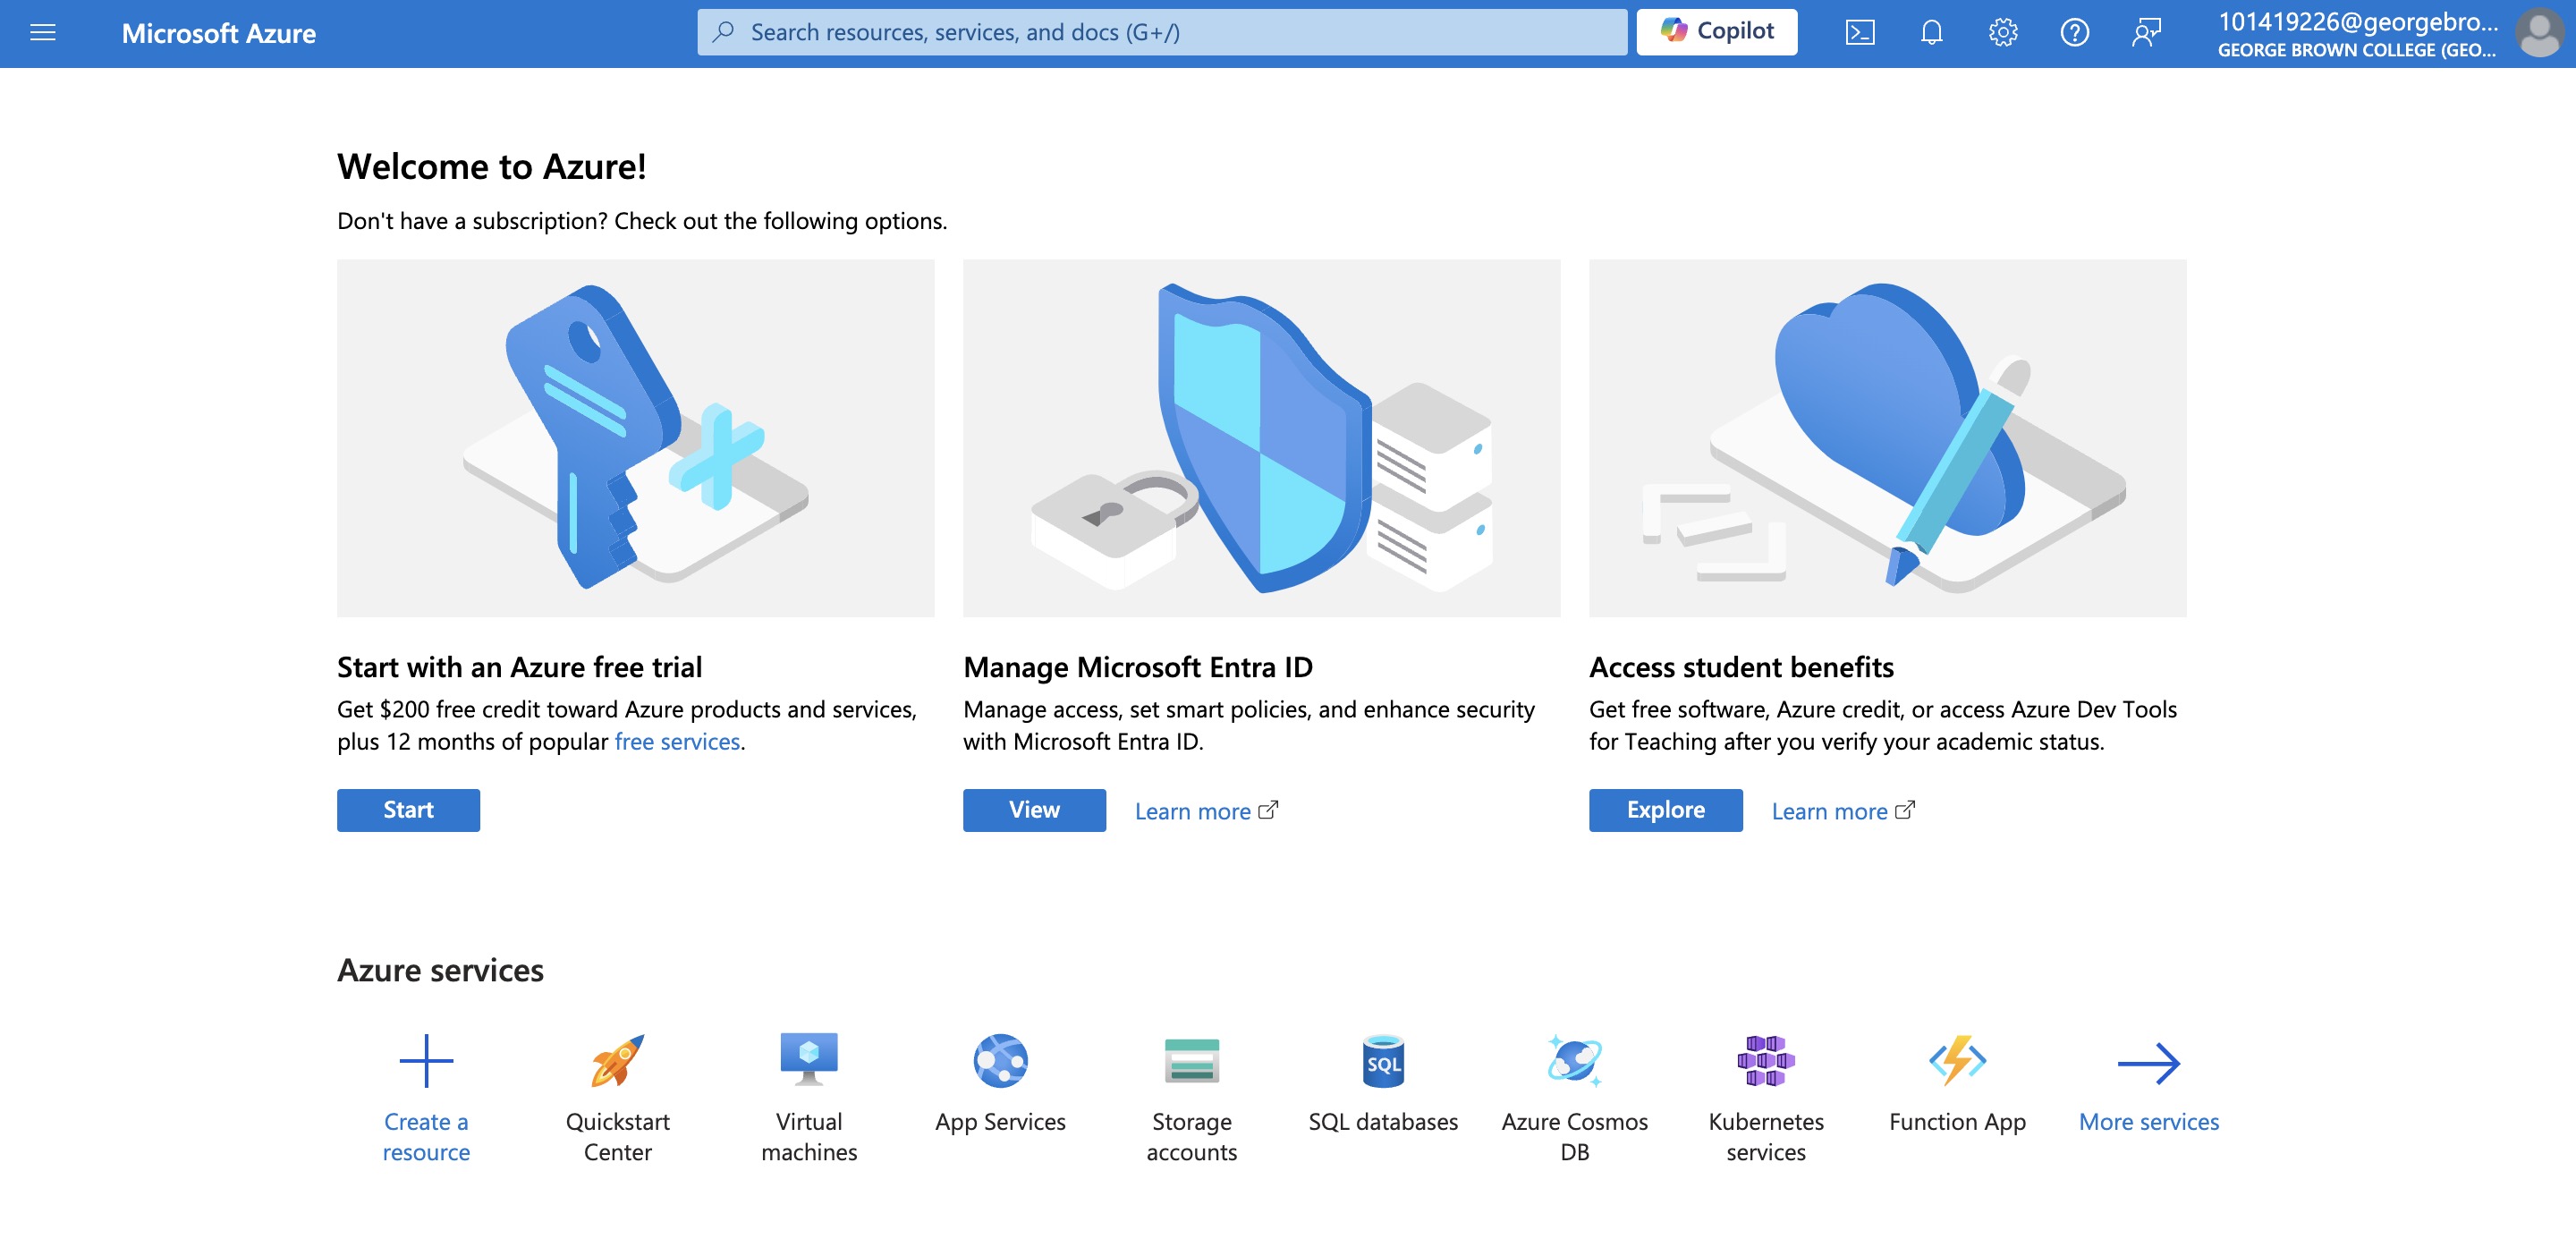 Microsoft Azure
Search resources, services, and docs (G+/)
Copilot
101419226@georgebro...
GEORGE BROWN COLLEGE (GEO...
Welcome to Azure!
Don't have a subscription? Check out the following options.
Start with an Azure free trial
Get $200 free credit toward Azure products and services,
plus 12 months of popular free services.
Start
Manage Microsoft Entra ID
Manage access, set smart policies, and enhance security
with Microsoft Entra ID.
View
Learn more
Access student benefits
Get free software, Azure credit, or access Azure Dev Tools
for Teaching after you verify your academic status.
Explore
Learn more
Azure services
Create a
resource
Quickstart
Center
Virtual
machines
App Services
Storage
accounts
SQL
SQL databases
Azure Cosmos
DB
Kubernetes
services
Function App
More services